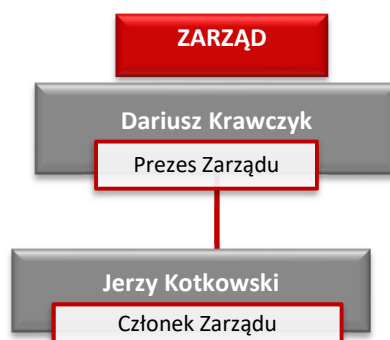 ZARZĄD
Dariusz Krawczyk
Prezes Zarządu
Jerzy Kotkowski
Członek Zarządu